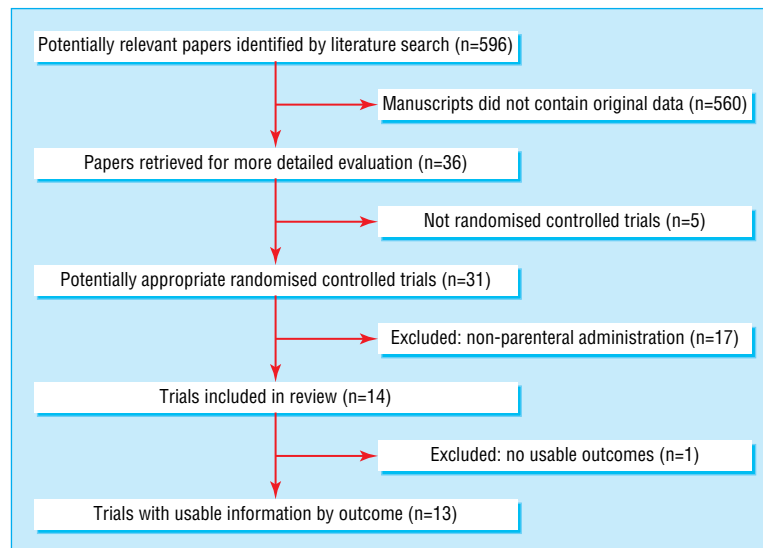 Potentially relevant papers identified by literature search (n=596)
Manuscripts did not contain original data (n=560)
Papers retrieved for more detailed evaluation (n=36)
Not randomised controlled trials (n=5)
Potentially appropriate randomised controlled trials (n=31)
Excluded: non-parenteral administration (n=17)
Trials included in review (n=14)
Excluded: no usable outcomes (n=1)
Trials with usable information by outcome (n=13)